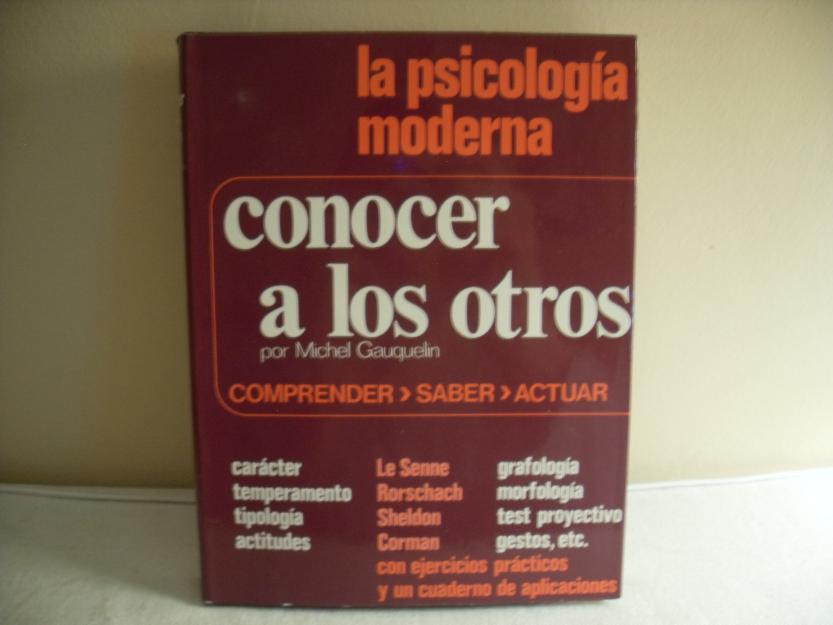 la psicología
moderna
conocer
a los otros
por Michel Gauquelin
COMPRENDER > SABER > ACTUAR
carácter Le Senne grafología
temperamento Rorschach morfología
tipología Sheldon test proyectivo
actitudes Corman gestos, etc.
con ejercicios prácticos
y un cuaderno de aplicaciones